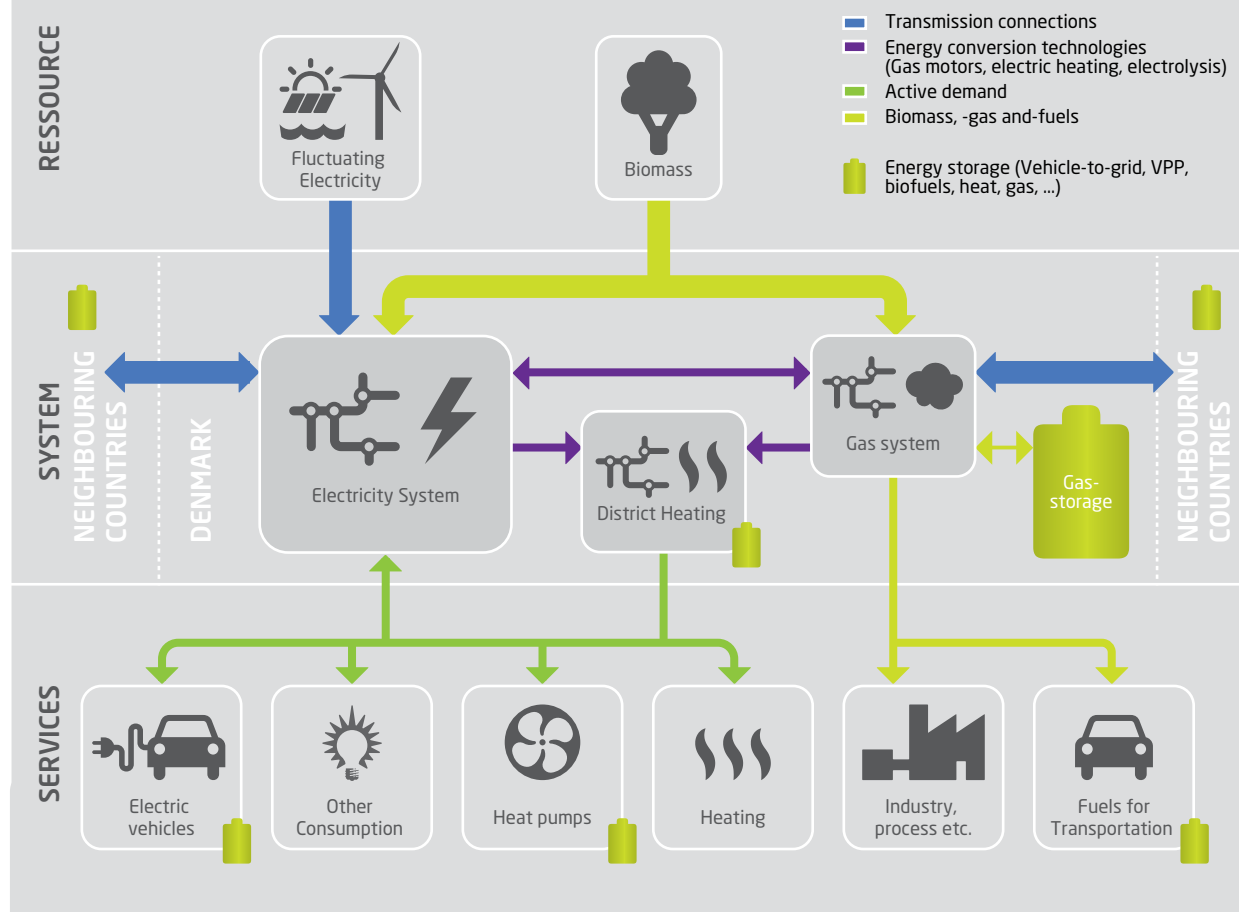 RESSOURCE
Fluctuating
Electricity
Biomass
Transmission connections
Energy conversion technologies
(Gas motors, electric heating, electrolysis)
Active demand
Biomass, -gas and-fuels
Energy storage (Vehicle-to-grid, VPP,
biofuels, heat, gas, ...)
SYSTEM
NEIGHBOURING
COUNTRIES
DENMARK
Electricity System
District Heating
Gas system
Gas-
storage
NEIGHBOURING
COUNTRIES
SERVICES
Electric
vehicles
Other
Consumption
Heat pumps
Heating
Industry,
process etc.
Fuels for
Transportation